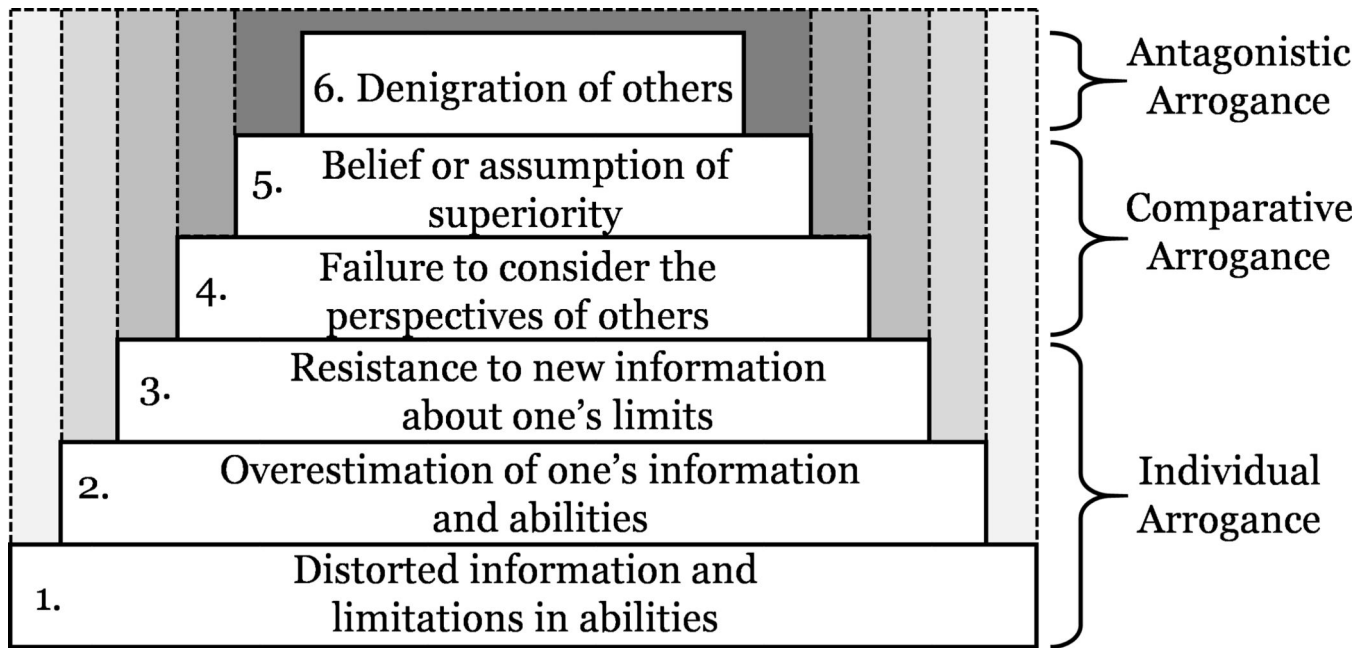 6. Denigration of others
5. Belief or assumption of
superiority
4. Failure to consider the
perspectives of others
3. Resistance to new information
about one’s limits
2. Overestimation of one’s information
and abilities
1. Distorted information and
limitations in abilities
Antagonistic
Arrogance
Comparative
Arrogance
Individual
Arrogance